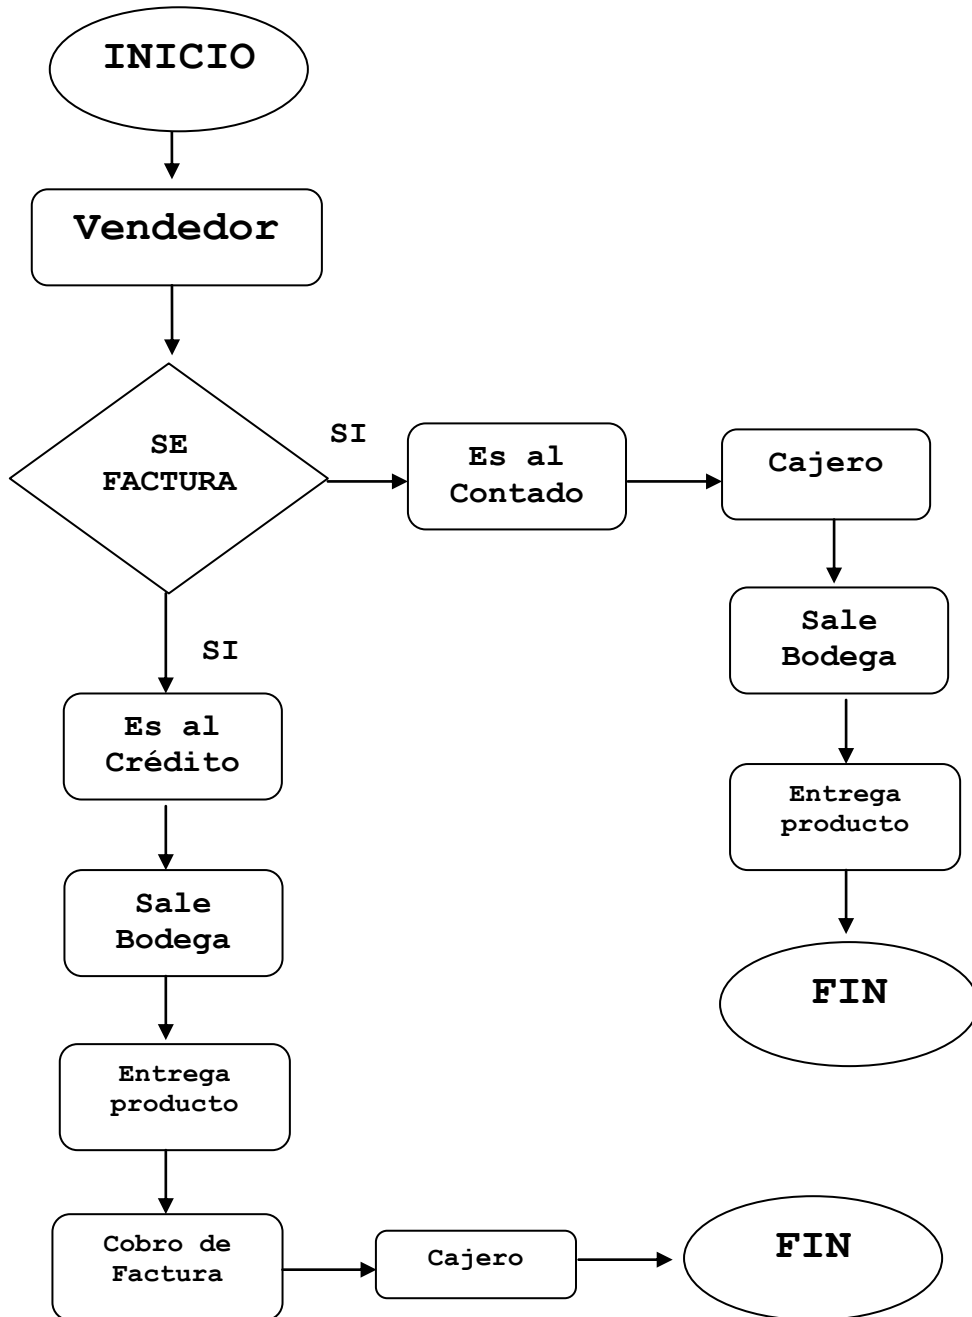 INICIO
Vendedor
SE
FACTURA
SI
Es al
Contado
Cajero
Sale
Bodega
Entrega
producto
FIN
SI
Es al
Crédito
Sale
Bodega
Entrega
producto
Cobro de
Factura
Cajero
FIN